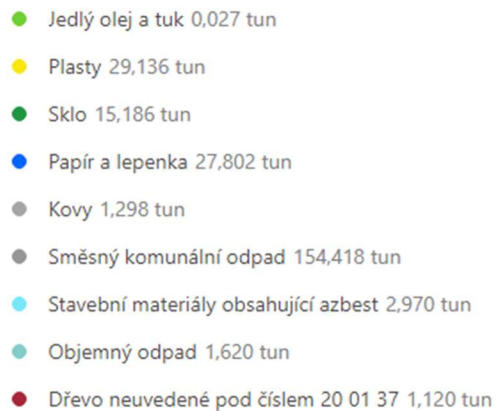 Jedlý olej a tuk 0,027 tun
Plasty 29,136 tun
Sklo 15,186 tun
Papír a lepenka 27,802 tun
Kovy 1,298 tun
Směsný komunální odpad 154,418 tun
Stavební materiály obsahující azbest 2,970 tun
Objemný odpad 1,620 tun
Dřevo neuvedené pod číslem 20 01 37 1,120 tun